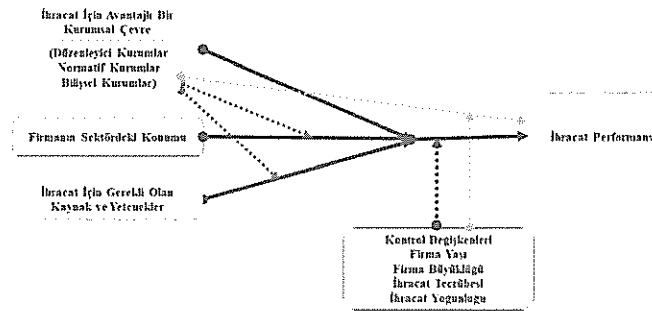 İhracat İçin Avantajlı Bir
Kurumsal Çevre
(Düzenleyici Kurumlar
Normatif Kurumlar
Bilişsel Kurumlar)
Firmanın Sektördeki Konumu
İhracat Performansı
İhracat İçin Gerekli Olan
Kaynak ve Yetenekler
Kontrol Değişkenleri
Firma Yaşı
Firma Büyüklüğü
İhracat Tecrübesi
İhracat Yoğunluğu